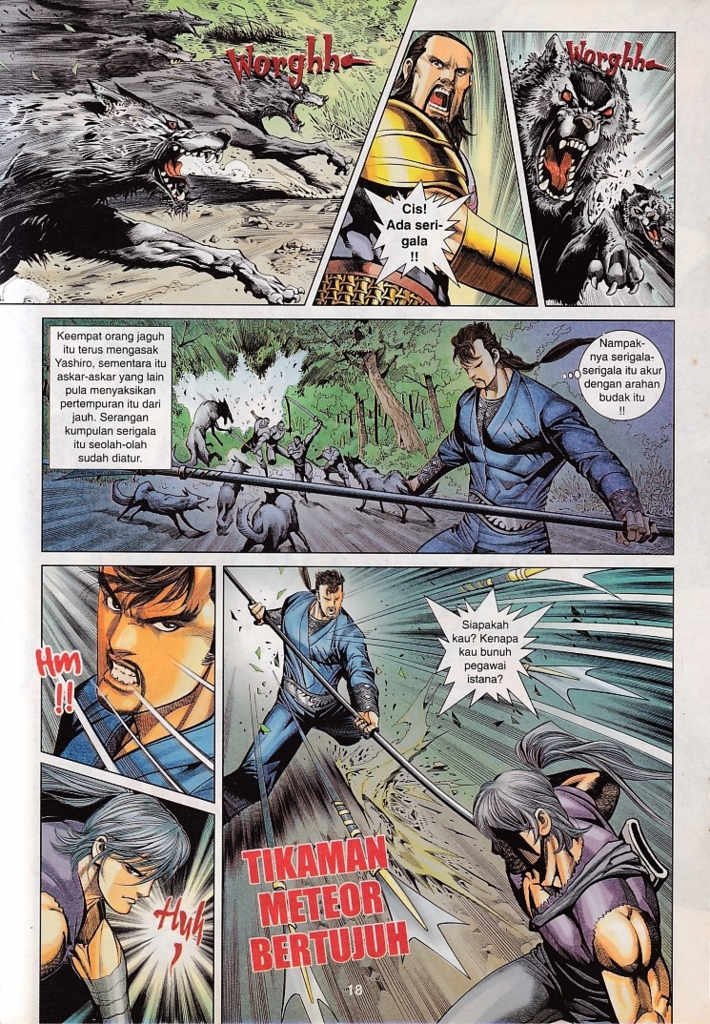 Worghh
Cis!
Ada seri-
gala
!!
Worghh
Keempat orang jaguh
itu terus mengasak
Yashiro, sementara itu
askar-askar yang lain
pula menyaksikan
pertempuran itu dari
jauh. Serangan
kumpulan serigala
itu seolah-olah
sudah diatur.
Nampak-
nya serigala-
serigala itu akur
dengan arahan
budak itu
!!
Hm
!!
Siapakah
kau? Kenapa
kau bunuh
pegawai
istana?
Huh
,
TIKAMAN
METEOR
BERTUJUH
18